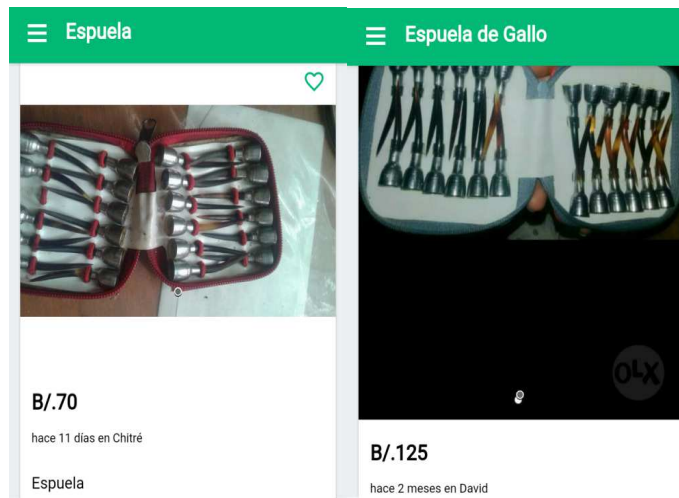 Espuela
B/.70
hace 11 días en Chitré
Espuela
Espuela de Gallo
OLX
B/.125
hace 2 meses en David